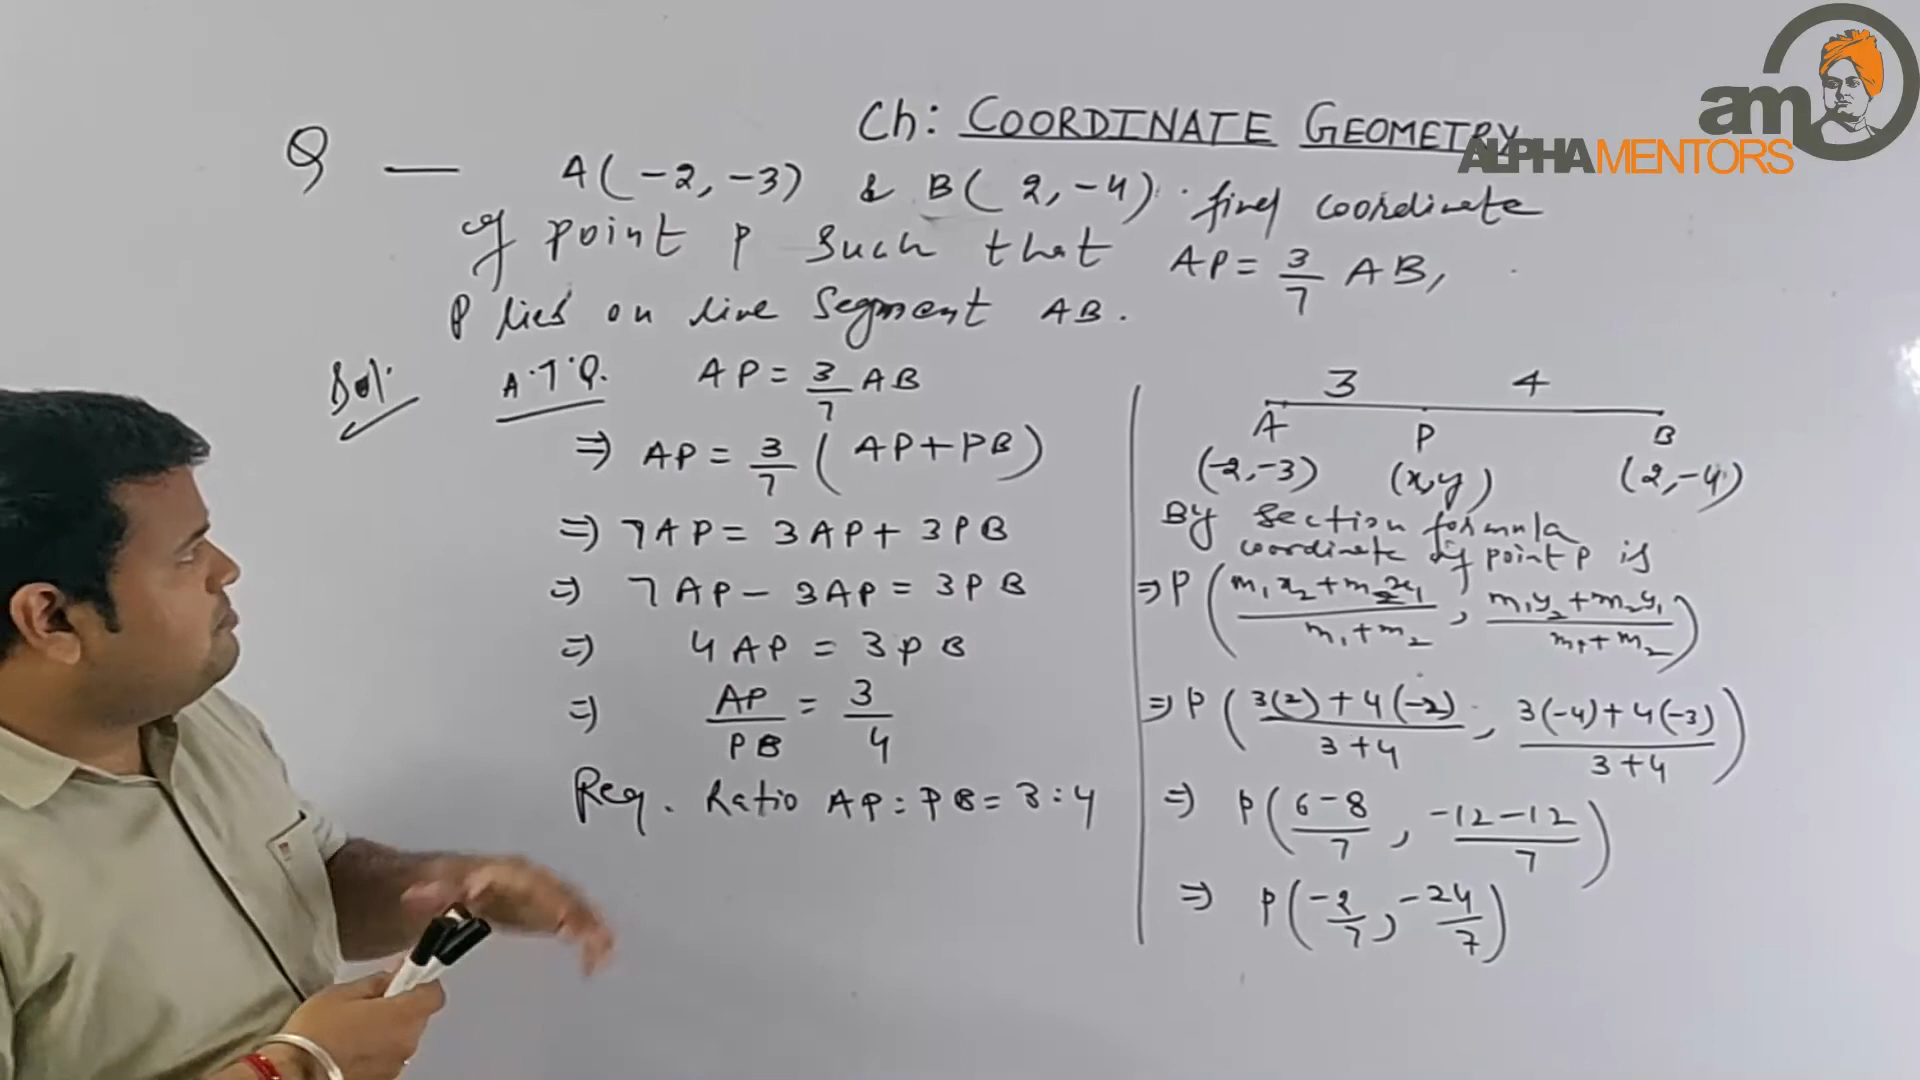 am
ALPHAMENTORS
Ch: COORDINATE GEOMETRY
Q — A(-2,-3) & B(2,-4). find coordinate
of point P such that AP = 3/7 AB,
P lies on line segment AB.
Sol. A.T.Q. AP = 3/7 AB
⇒ AP = 3/7 (AP+PB)
⇒ 7AP = 3AP + 3PB
⇒ 7AP - 3AP = 3PB
⇒ 4AP = 3PB
⇒ AP/PB = 3/4
Req. Ratio AP:PB = 3:4
3 4
A P B
(-2,-3) (x,y) (2,-4)
By section formula
coordinate of point P is
⇒ P((m₁x₂+m₂x₁)/(m₁+m₂), (m₁y₂+m₂y₁)/(m₁+m₂))
⇒ P((3(2)+4(-2))/(3+4), (3(-4)+4(-3))/(3+4))
⇒ P((6-8)/7, (-12-12)/7)
⇒ P(-2/7, -24/7)